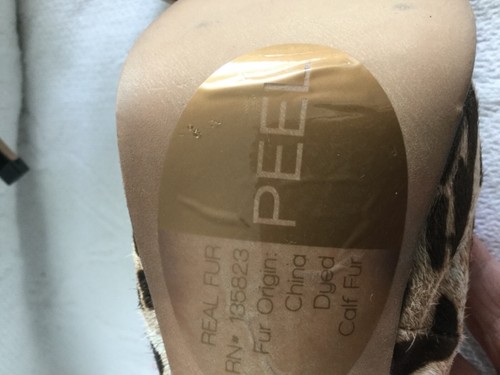 PEEL
REAL FUR
RN# 135823
Fur Origin:
China
Dyed
Calf Fur